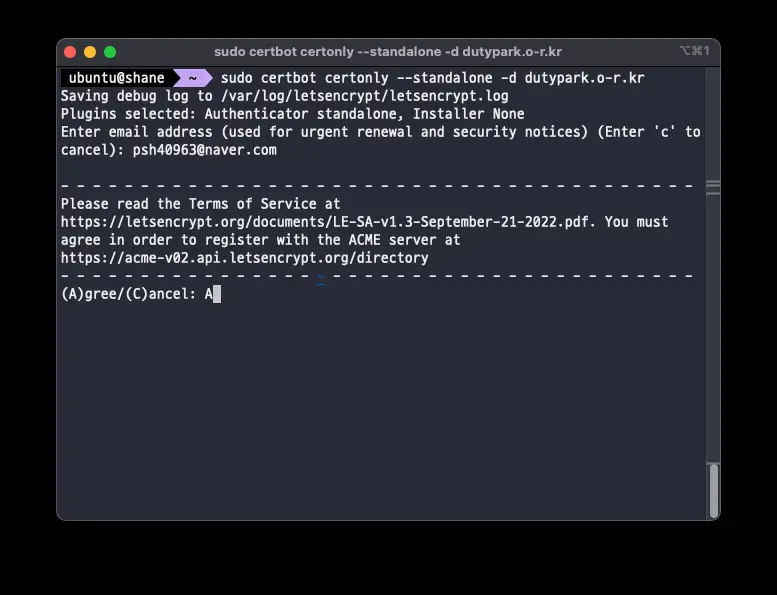 sudo certbot certonly --standalone -d dutypark.o-r.kr
⌥⌘1
ubuntu@shane ~ sudo certbot certonly --standalone -d dutypark.o-r.kr
Saving debug log to /var/log/letsencrypt/letsencrypt.log
Plugins selected: Authenticator standalone, Installer None
Enter email address (used for urgent renewal and security notices) (Enter 'c' to
cancel): psh40963@naver.com
- - - - - - - - - - - - - - - - - - - - - - - - - - - - - - - - - - - - - - - -
Please read the Terms of Service at
https://letsencrypt.org/documents/LE-SA-v1.3-September-21-2022.pdf. You must
agree in order to register with the ACME server at
https://acme-v02.api.letsencrypt.org/directory
- - - - - - - - - - - - - - - - - - - - - - - - - - - - - - - - - - - - - - - -
(A)gree/(C)ancel: A